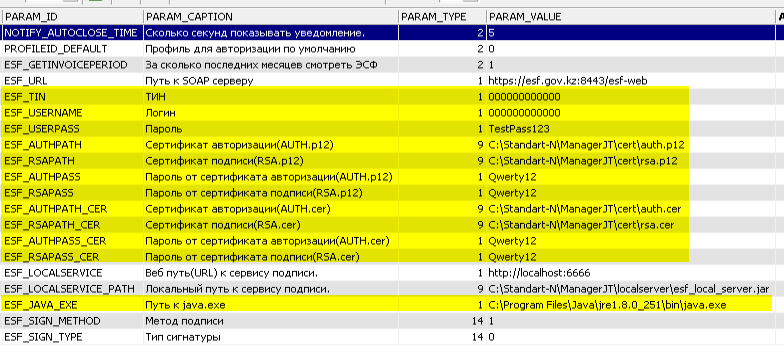 PARAM_ID PARAM_CAPTION PARAM_TYPE PARAM_VALUE
NOTIFY_AUTOCLOSE_TIME Сколько секунд показывать уведомление. 2 5
PROFILEID_DEFAULT Профиль для авторизации по умолчанию 2 0
ESF_GETINVOICEPERIOD За сколько последних месяцев смотреть ЭСФ 2 1
ESF_URL Путь к SOAP серверу 1 https://esf.gov.kz:8443/esf-web
ESF_TIN ТИН 1 000000000000
ESF_USERNAME Логин 1 000000000000
ESF_USERPASS Пароль 1 TestPass123
ESF_AUTHPATH Сертификат авторизации(AUTH.p12) 9 C:\Standart-N\ManagerJT\cert\auth.p12
ESF_RSAPATH Сертификат подписи(RSA.p12) 9 C:\Standart-N\ManagerJT\cert\rsa.p12
ESF_AUTHPASS Пароль от сертификата авторизации(AUTH.p12) 1 Qwerty12
ESF_RSAPASS Пароль от сертификата подписи(RSA.p12) 1 Qwerty12
ESF_AUTHPATH_CER Сертификат авторизации(AUTH.cer) 9 C:\Standart-N\ManagerJT\cert\auth.cer
ESF_RSAPATH_CER Сертификат подписи(RSA.cer) 9 C:\Standart-N\ManagerJT\cert\rsa.cer
ESF_AUTHPASS_CER Пароль от сертификата авторизации(AUTH.cer) 1 Qwerty12
ESF_RSAPASS_CER Пароль от сертификата подписи(RSA.cer) 1 Qwerty12
ESF_LOCALSERVICE Веб путь(URL) к сервису подписи. 1 http://localhost:6666
ESF_LOCALSERVICE_PATH Локальный путь к сервису подписи. 9 C:\Standart-N\ManagerJT\localserver\esf_local_server.jar
ESF_JAVA_EXE Путь к java.exe 1 C:\Program Files\Java\jre1.8.0_251\bin\java.exe
ESF_SIGN_METHOD Метод подписи 14 1
ESF_SIGN_TYPE Тип сигнатуры 14 0